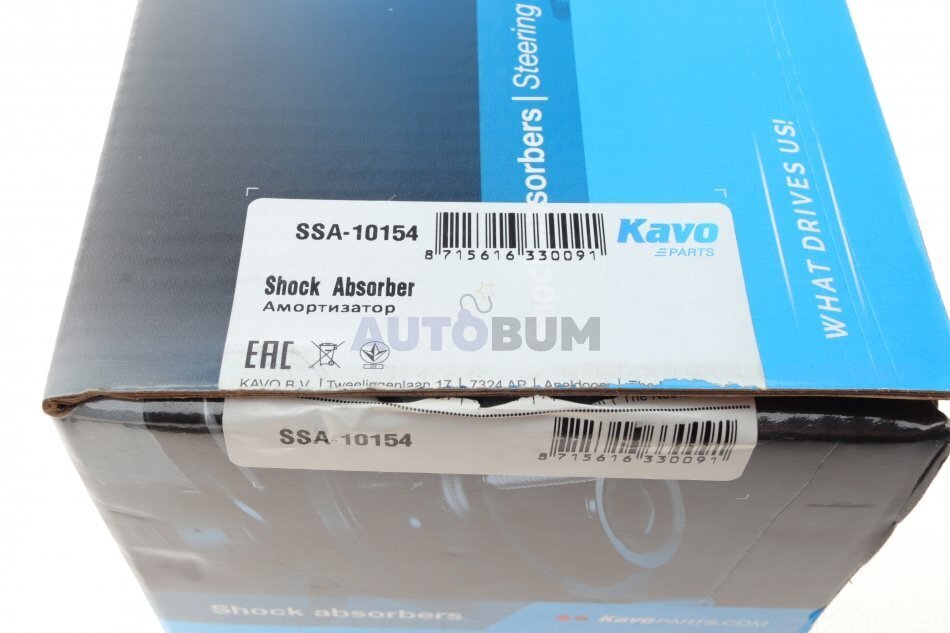 sorbers | Steering
WHAT DRIVES US!
SSA-10154
8 715616 330091
Kavo
PARTS
Shock Absorber
Амортизатор
AUTOBUM
EAC
KAVO B.V. | Tweelingenlaan 17 | 7324 AP | Apeldoorn
SSA-10154
8 715616 330091
Shock absorbers
KavoPARTS.COM